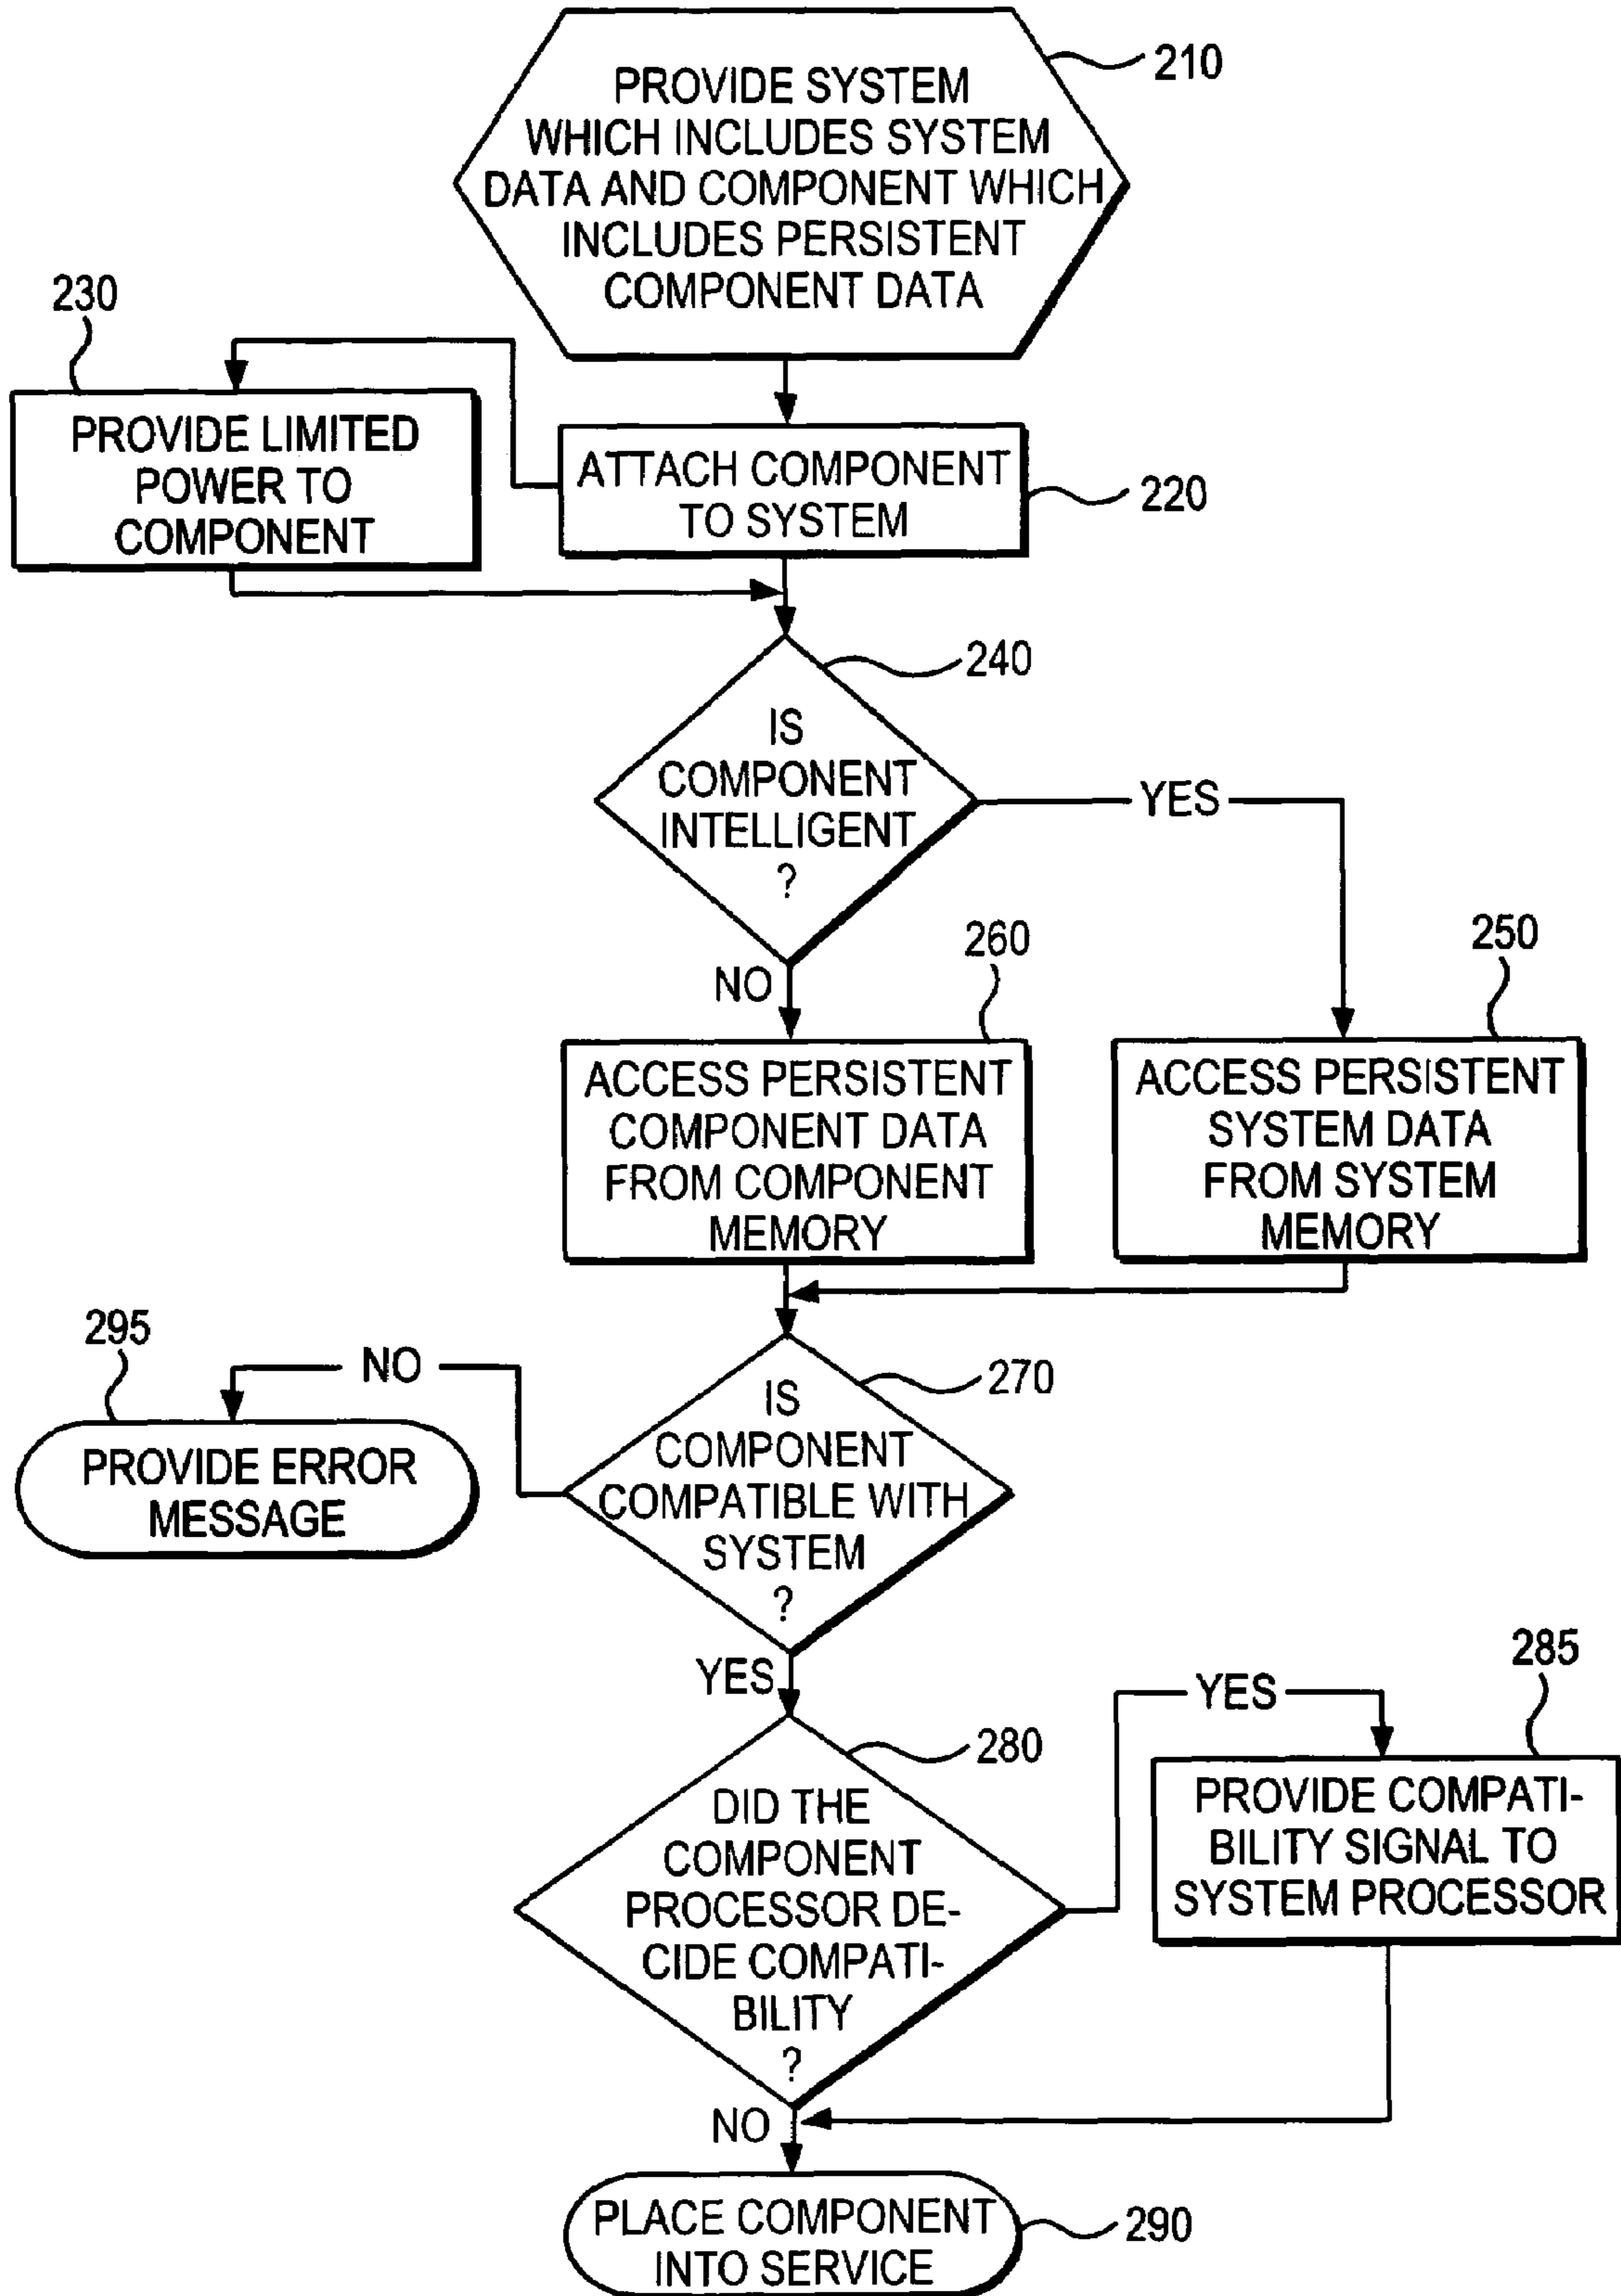 PROVIDE SYSTEM
WHICH INCLUDES SYSTEM
DATA AND COMPONENT WHICH
INCLUDES PERSISTENT
COMPONENT DATA
210
230
PROVIDE LIMITED
POWER TO
COMPONENT
ATTACH COMPONENT
TO SYSTEM
220
240
IS
COMPONENT
INTELLIGENT
?
YES
NO
260
ACCESS PERSISTENT
COMPONENT DATA
FROM COMPONENT
MEMORY
250
ACCESS PERSISTENT
SYSTEM DATA
FROM SYSTEM
MEMORY
295
NO
PROVIDE ERROR
MESSAGE
270
IS
COMPONENT
COMPATIBLE WITH
SYSTEM
?
YES
280
DID THE
COMPONENT
PROCESSOR DE-
CIDE COMPATI-
BILITY
?
YES
285
PROVIDE COMPATI-
BILITY SIGNAL TO
SYSTEM PROCESSOR
NO
PLACE COMPONENT
INTO SERVICE
290